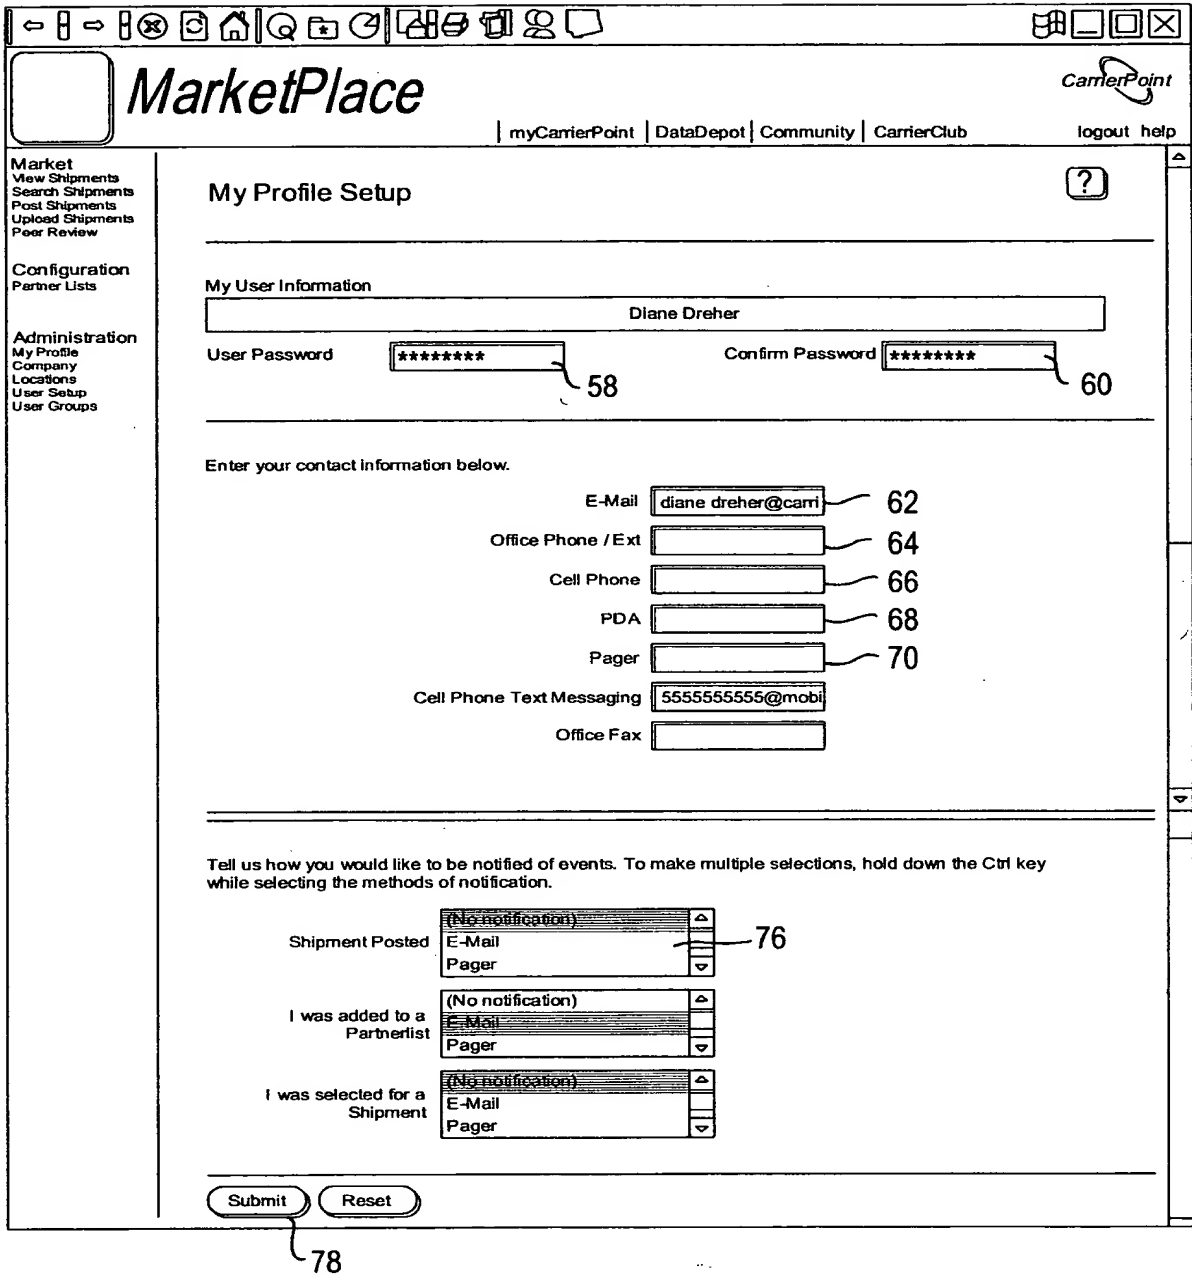 MarketPlace
CarrierPoint
myCarrierPoint DataDepot Community CarrierClub logout help
Market
View Shipments
Search Shipments
Post Shipments
Upload Shipments
Peer Review
Configuration
Partner Lists
Administration
My Profile
Company
Locations
User Setup
User Groups
My Profile Setup ?
My User Information
Diane Dreher
User Password ******** 58 Confirm Password ******** 60
Enter your contact information below.
E-Mail diane dreher@carri 62
Office Phone / Ext 64
Cell Phone 66
PDA 68
Pager 70
Cell Phone Text Messaging 5555555555@mobi
Office Fax
Tell us how you would like to be notified of events. To make multiple selections, hold down the Ctrl key
while selecting the methods of notification.
Shipment Posted
(No notification)
E-Mail
Pager
76
I was added to a
Partnerlist
(No notification)
E-Mail
Pager
I was selected for a
Shipment
(No notification)
E-Mail
Pager
Submit Reset
78